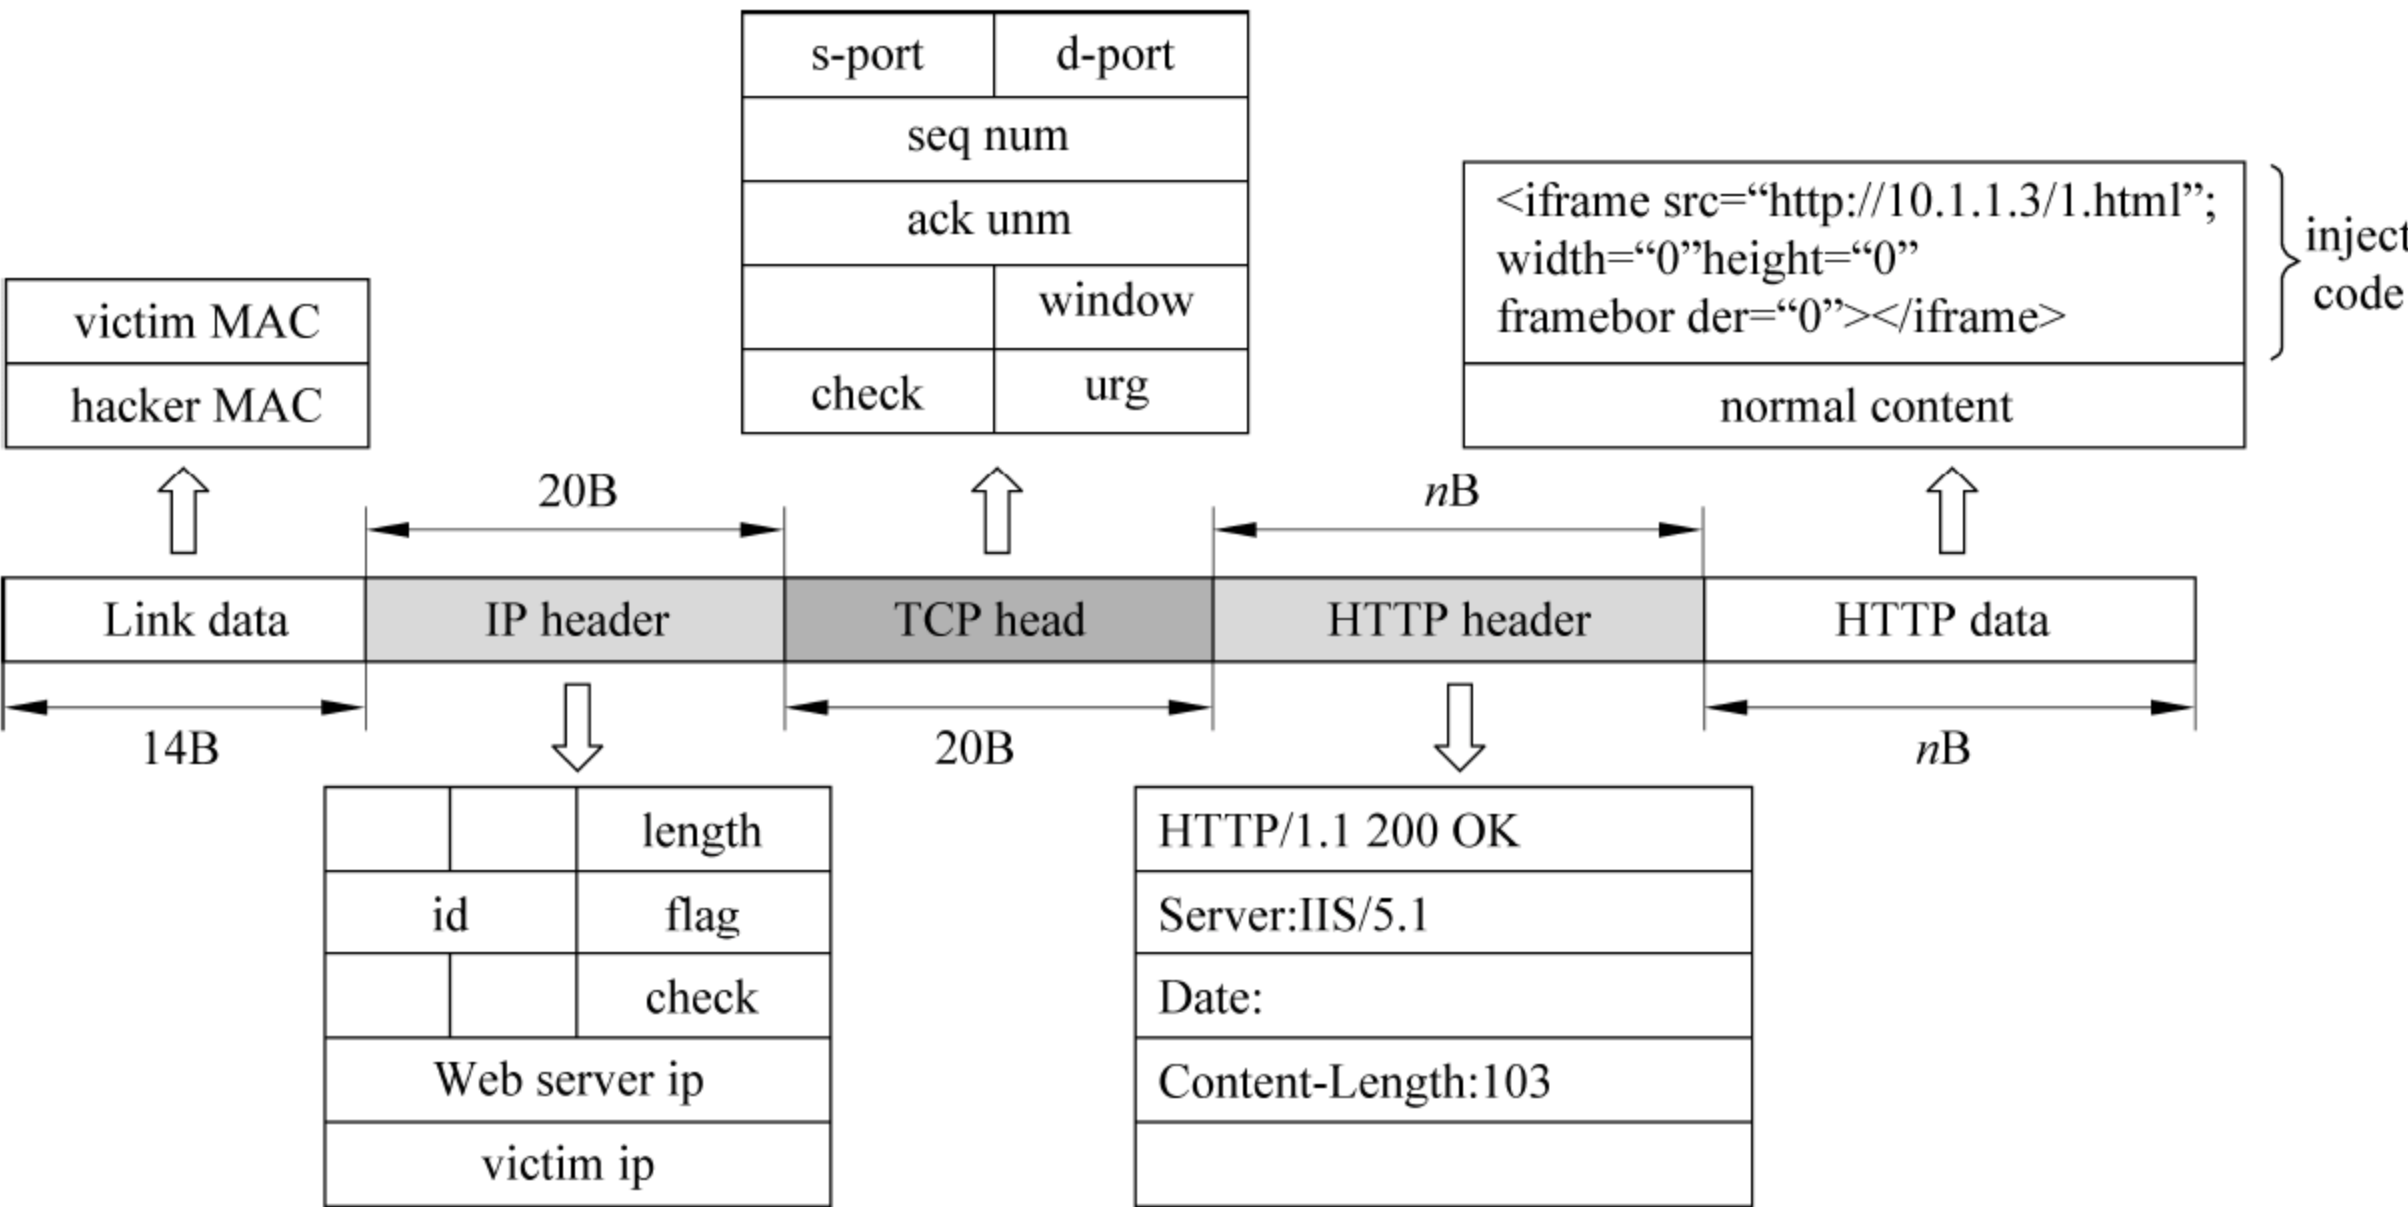 s-port d-port
seq num
ack unm
window
check urg
<iframe src=“http://10.1.1.3/1.html”;
width=“0”height=“0”
framebor der=“0”></iframe>
inject
code
normal content
victim MAC
hacker MAC
20B
nB
Link data IP header TCP head HTTP header HTTP data
14B
20B
nB
length
id flag
check
Web server ip
victim ip
HTTP/1.1 200 OK
Server:IIS/5.1
Date:
Content-Length:103